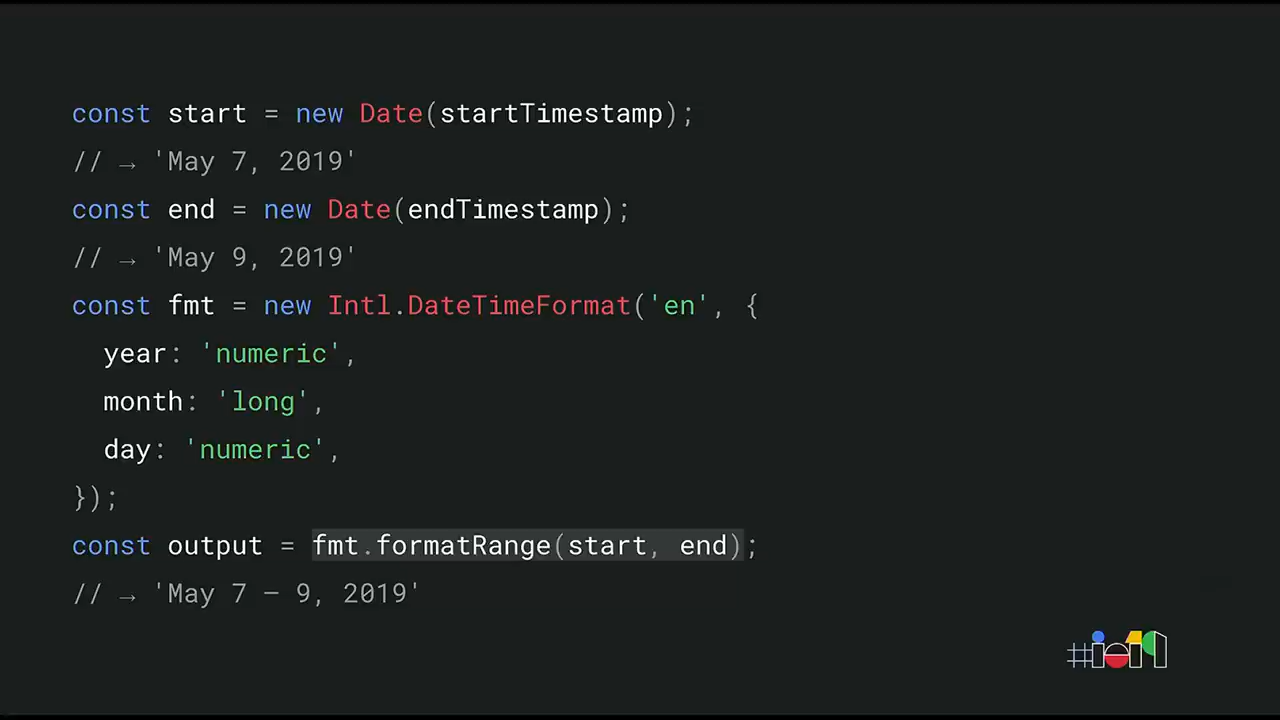 const start = new Date(startTimestamp);
// → 'May 7, 2019'
const end = new Date(endTimestamp);
// → 'May 9, 2019'
const fmt = new Intl.DateTimeFormat('en', {
  year: 'numeric',
  month: 'long',
  day: 'numeric',
});
const output = fmt.formatRange(start, end);
// → 'May 7 – 9, 2019'
#io19